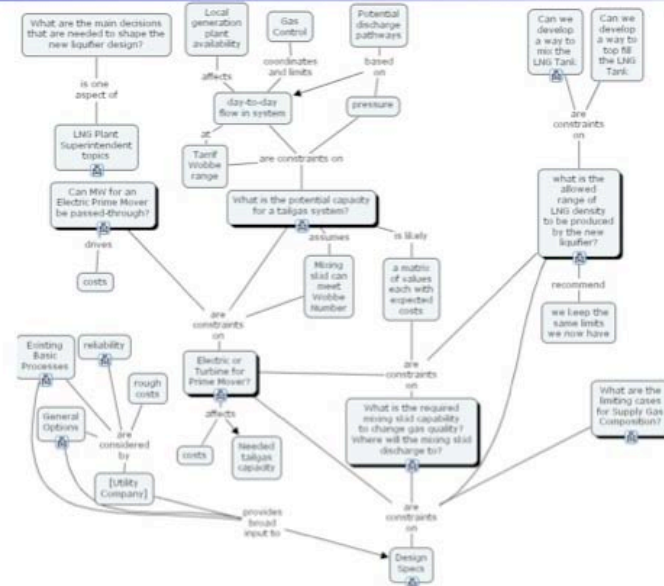 What are the main decisions
that are needed to shape the
new liquifier design?
is one
aspect of
LNG Plant
Superintendent
topics
Can MW for an
Electric Prime Mover
be passed-through?
drives
costs
Local
generation
plant
availability
affects
Gas
Control
coordinates
and limits
Potential
discharge
pathways
based
on
day-to-day
flow in system
pressure
at
Tarrif
Wobbe
range
are constraints on
What is the potential capacity
for a tailgas system?
assumes
Mixing
skid can
meet
Wobbe
Number
is likely
a matrix
of values
each with
expected
costs
Can we
develop
a way to
mix the
LNG Tank
Can we
develop
a way to
top fill
the LNG
Tank
are
constraints
on
what is the
allowed
range of
LNG density
to be produced
by the new
liquifier?
recommend
we keep the
same limits
we now have
are
constraints
on
Electric or
Turbine for
Prime Mover?
affects
costs
Needed
tailgas
capacity
are
constraints
on
What is the required
mixing skid capability
to change gas quality?
Where will the mixing skid
discharge to?
What are the
limiting cases
for Supply Gas
Composition?
Existing
Basic
Processes
reliability
rough
costs
General
Options
are
considered
by
[Utility
Company]
provides
broad
input to
are
constraints
on
Design
Specs